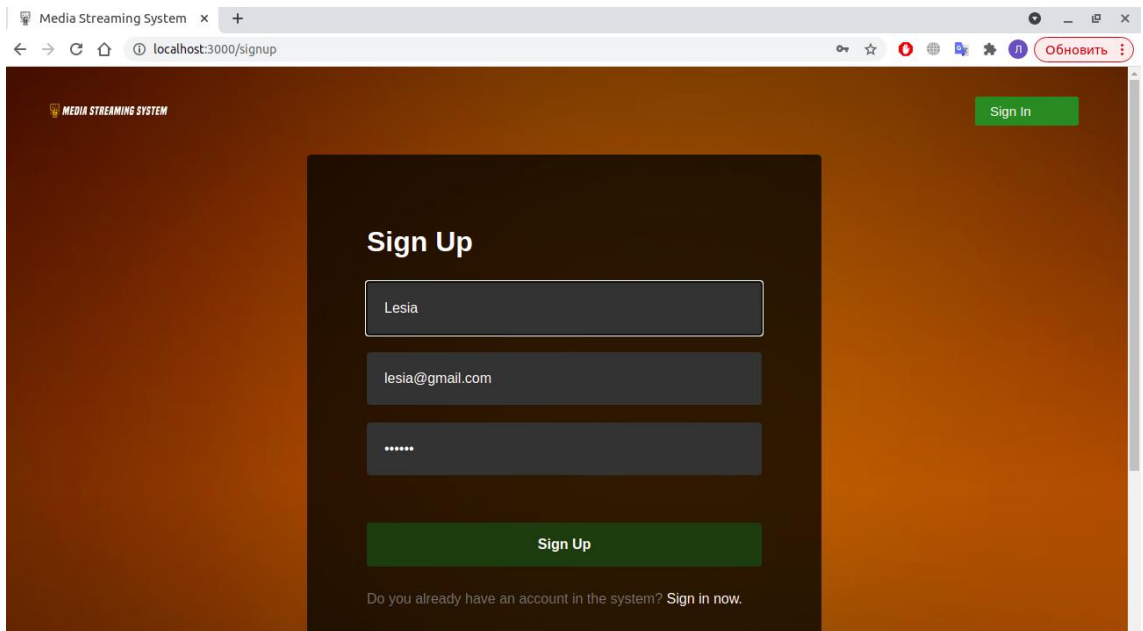 Media Streaming System
localhost:3000/signup
Л
Обновить
MEDIA STREAMING SYSTEM
Sign In
Sign Up
Lesia
lesia@gmail.com
••••••
Sign Up
Do you already have an account in the system? Sign in now.